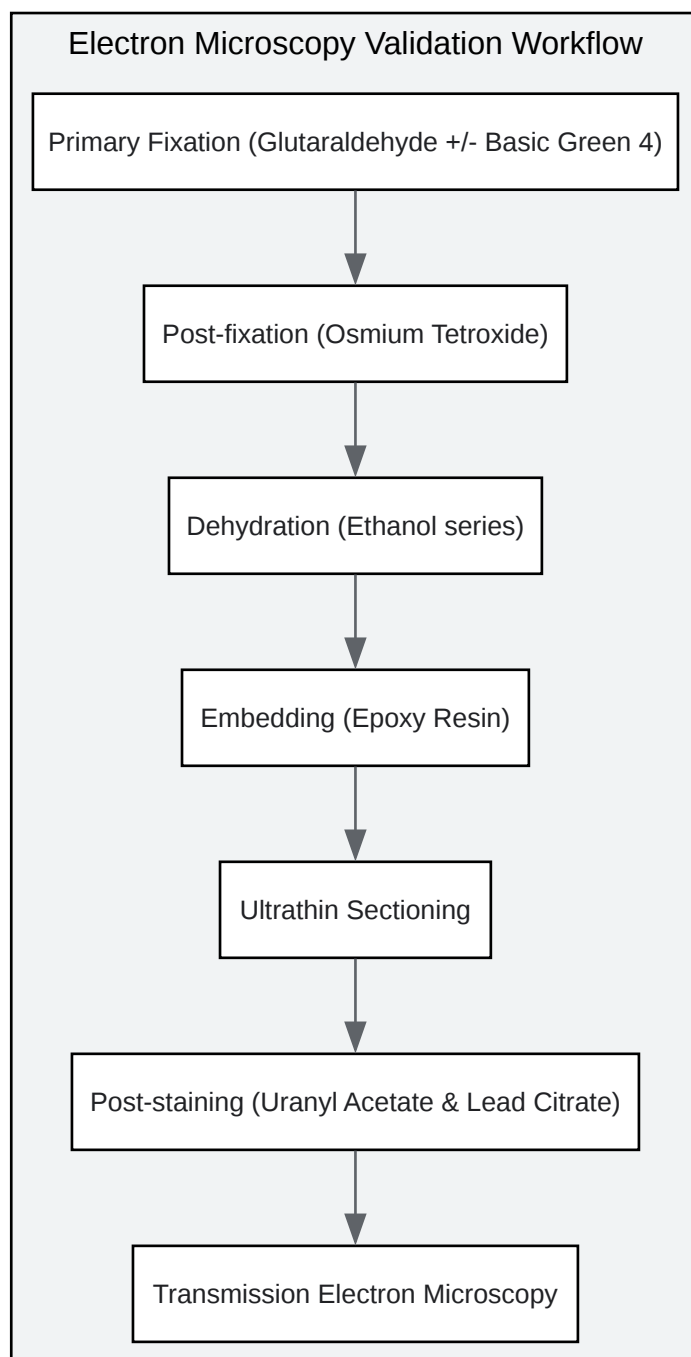 Electron Microscopy Validation Workflow
Primary Fixation (Glutaraldehyde +/- Basic Green 4)
Post-fixation (Osmium Tetroxide)
Dehydration (Ethanol series)
Embedding (Epoxy Resin)
Ultrathin Sectioning
Post-staining (Uranyl Acetate & Lead Citrate)
Transmission Electron Microscopy